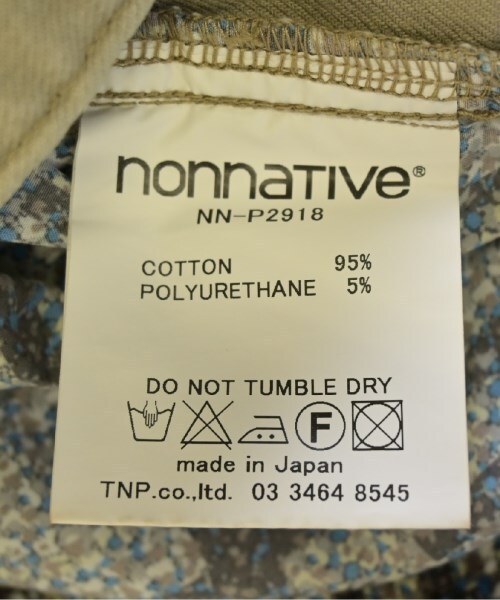 nonnative®
NN-P2918
COTTON 95%
POLYURETHANE 5%
DO NOT TUMBLE DRY
F
made in Japan
TNP.co.,ltd. 03 3464 8545